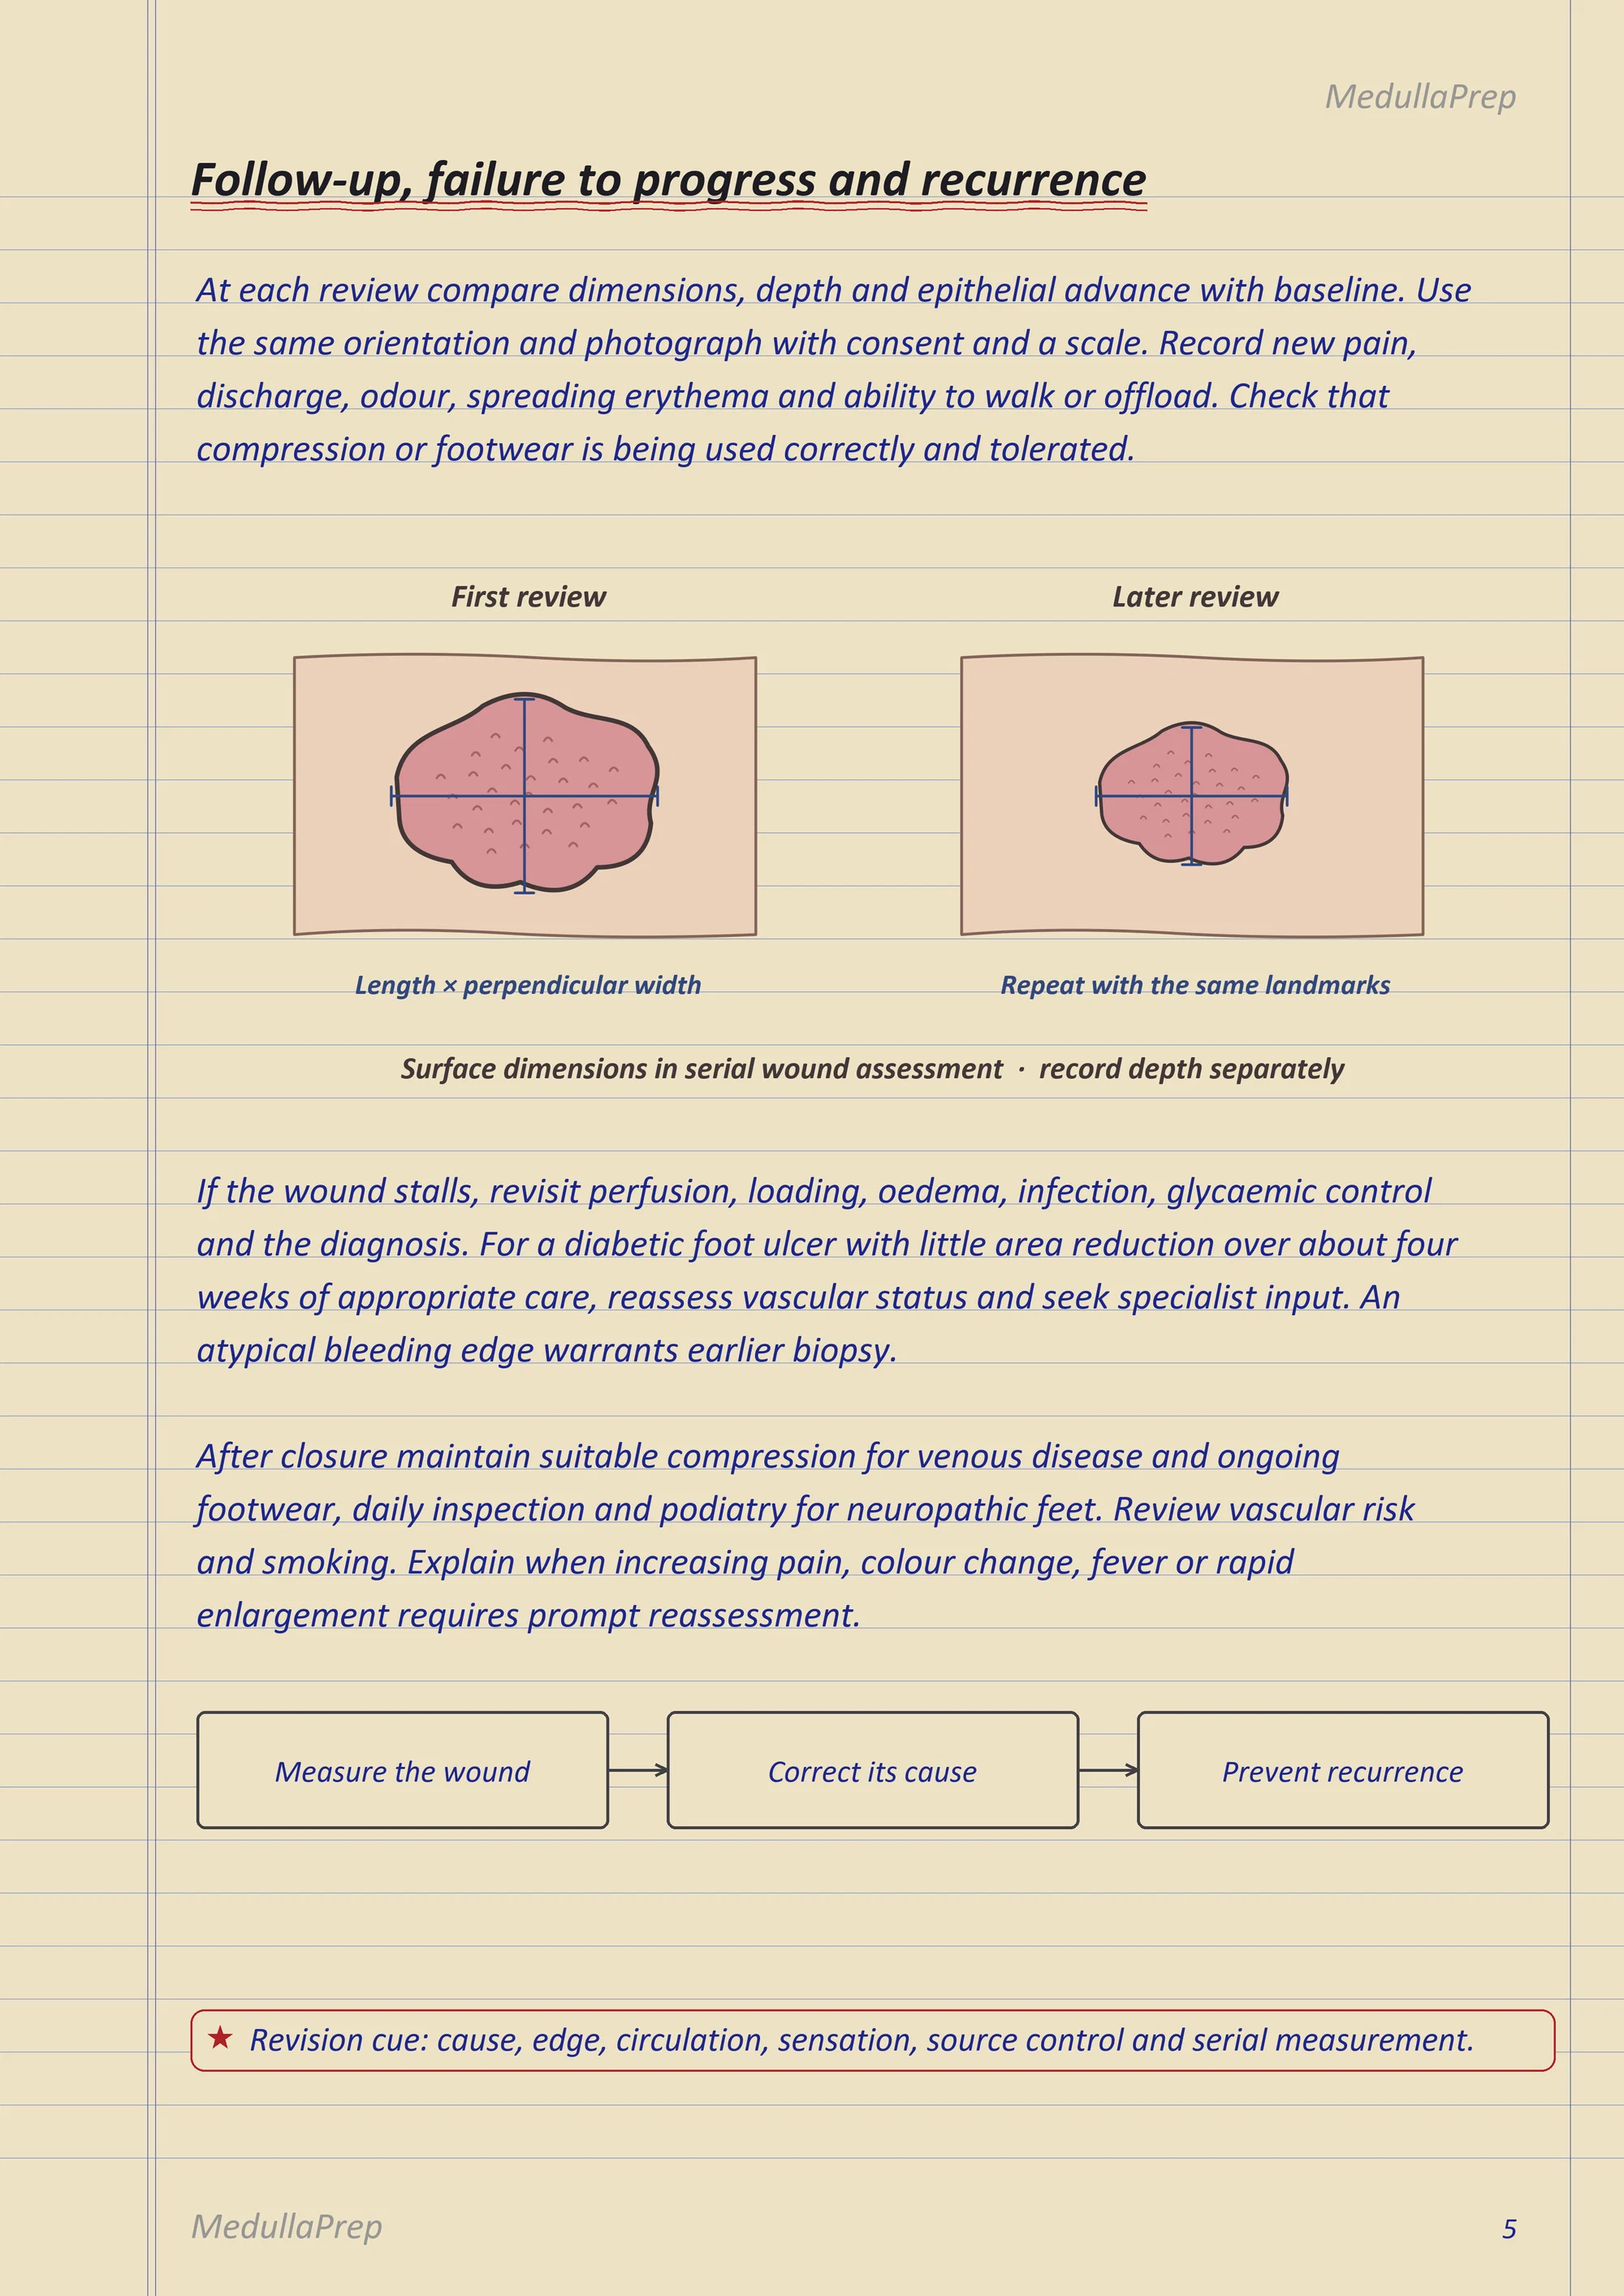 MedullaPrep
Follow-up, failure to progress and recurrence
At each review compare dimensions, depth and epithelial advance with baseline. Use
the same orientation and photograph with consent and a scale. Record new pain,
discharge, odour, spreading erythema and ability to walk or offload. Check that
compression or footwear is being used correctly and tolerated.
First review
Later review
Length × perpendicular width
Repeat with the same landmarks
Surface dimensions in serial wound assessment · record depth separately
If the wound stalls, revisit perfusion, loading, oedema, infection, glycaemic control
and the diagnosis. For a diabetic foot ulcer with little area reduction over about four
weeks of appropriate care, reassess vascular status and seek specialist input. An
atypical bleeding edge warrants earlier biopsy.
After closure maintain suitable compression for venous disease and ongoing
footwear, daily inspection and podiatry for neuropathic feet. Review vascular risk
and smoking. Explain when increasing pain, colour change, fever or rapid
enlargement requires prompt reassessment.
Measure the wound
Correct its cause
Prevent recurrence
★ Revision cue: cause, edge, circulation, sensation, source control and serial measurement.
MedullaPrep
5